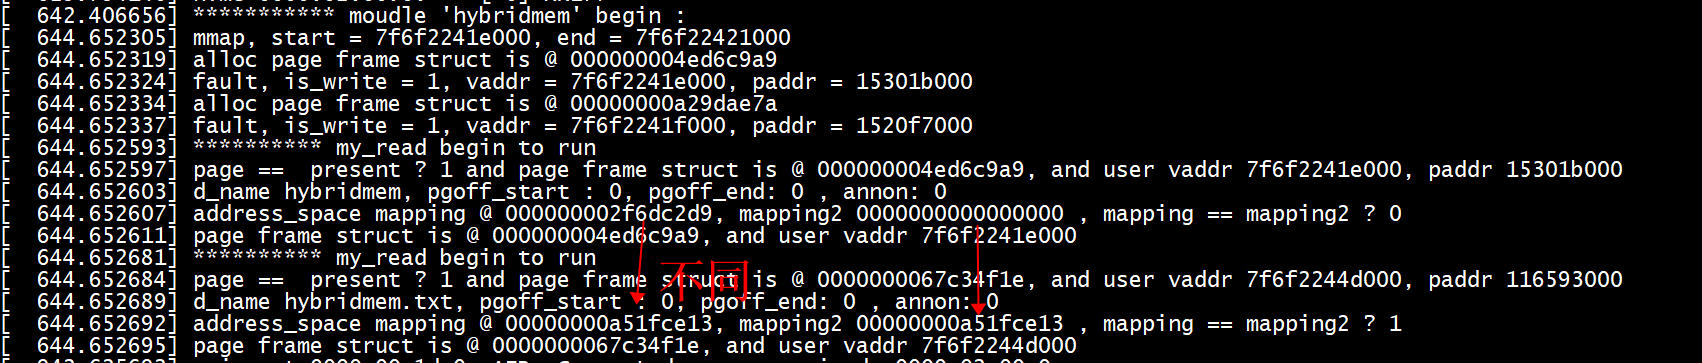 [  642.406656] *********** moudle 'hybridmem' begin :
[  644.652305] mmap, start = 7f6f2241e000, end = 7f6f22421000
[  644.652319] alloc page frame struct is @ 000000004ed6c9a9
[  644.652324] fault, is_write = 1, vaddr = 7f6f2241e000, paddr = 15301b000
[  644.652334] alloc page frame struct is @ 00000000a29dae7a
[  644.652337] fault, is_write = 1, vaddr = 7f6f2241f000, paddr = 1520f7000
[  644.652593] ********** my_read begin to run
[  644.652597] page ==  present ? 1 and page frame struct is @ 000000004ed6c9a9, and user vaddr 7f6f2241e000, paddr 15301b000
[  644.652603] d_name hybridmem, pgoff_start : 0, pgoff_end: 0 , annon: 0
[  644.652607] address_space mapping @ 000000002f6dc2d9, mapping2 0000000000000000 , mapping == mapping2 ? 0
[  644.652611] page frame struct is @ 000000004ed6c9a9, and user vaddr 7f6f2241e000
[  644.652681] ********** my_read begin to run
[  644.652684] page ==  present ? 1 and page frame struct is @ 0000000067c34f1e, and user vaddr 7f6f2244d000, paddr 116593000
不同
[  644.652689] d_name hybridmem.txt, pgoff_start : 0, pgoff_end: 0 , annon: 0
[  644.652692] address_space mapping @ 00000000a51fce13, mapping2 00000000a51fce13 , mapping == mapping2 ? 1
[  644.652695] page frame struct is @ 0000000067c34f1e, and user vaddr 7f6f2244d000